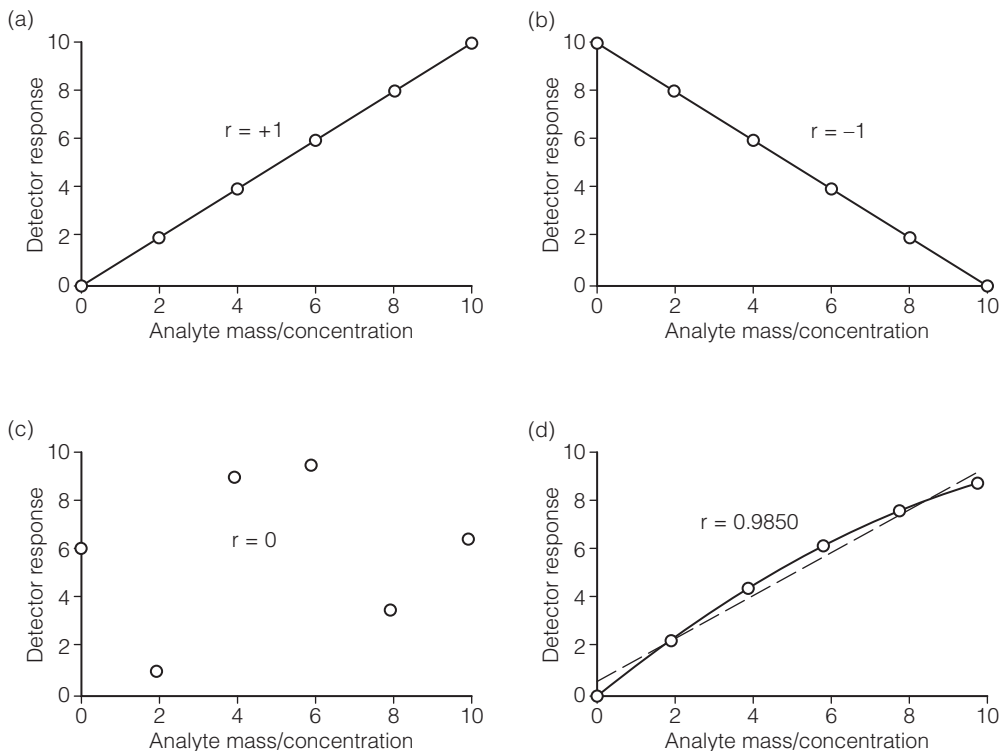 (a)
10
8
6
4
2
0
Detector response
r = +1
0 2 4 6 8 10
Analyte mass/concentration
(b)
10
8
6
4
2
0
Detector response
r = –1
0 2 4 6 8 10
Analyte mass/concentration
(c)
10
8
6
4
2
0
Detector response
r = 0
0 2 4 6 8 10
Analyte mass/concentration
(d)
10
8
6
4
2
0
Detector response
r = 0.9850
0 2 4 6 8 10
Analyte mass/concentration